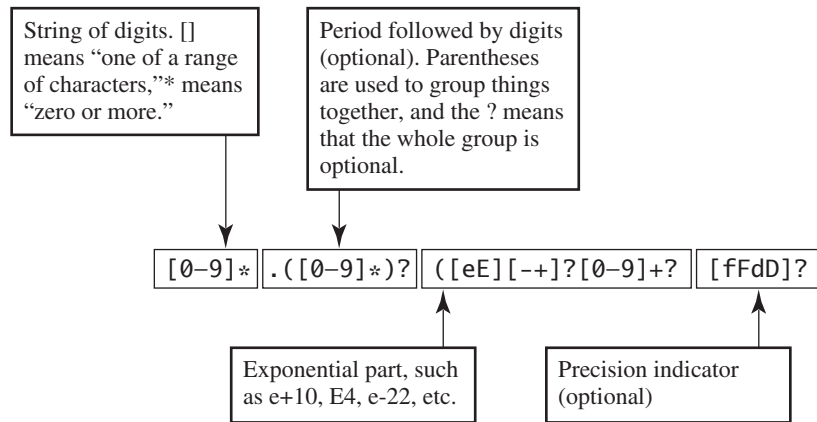 String of digits. []
means “one of a range
of characters,”* means
“zero or more.”
Period followed by digits
(optional). Parentheses
are used to group things
together, and the ? means
that the whole group is
optional.
[0–9]* .([0–9]*)? ([eE][–+]?[0–9]+? [fFdD]?
Exponential part, such
as e+10, E4, e-22, etc.
Precision indicator
(optional)